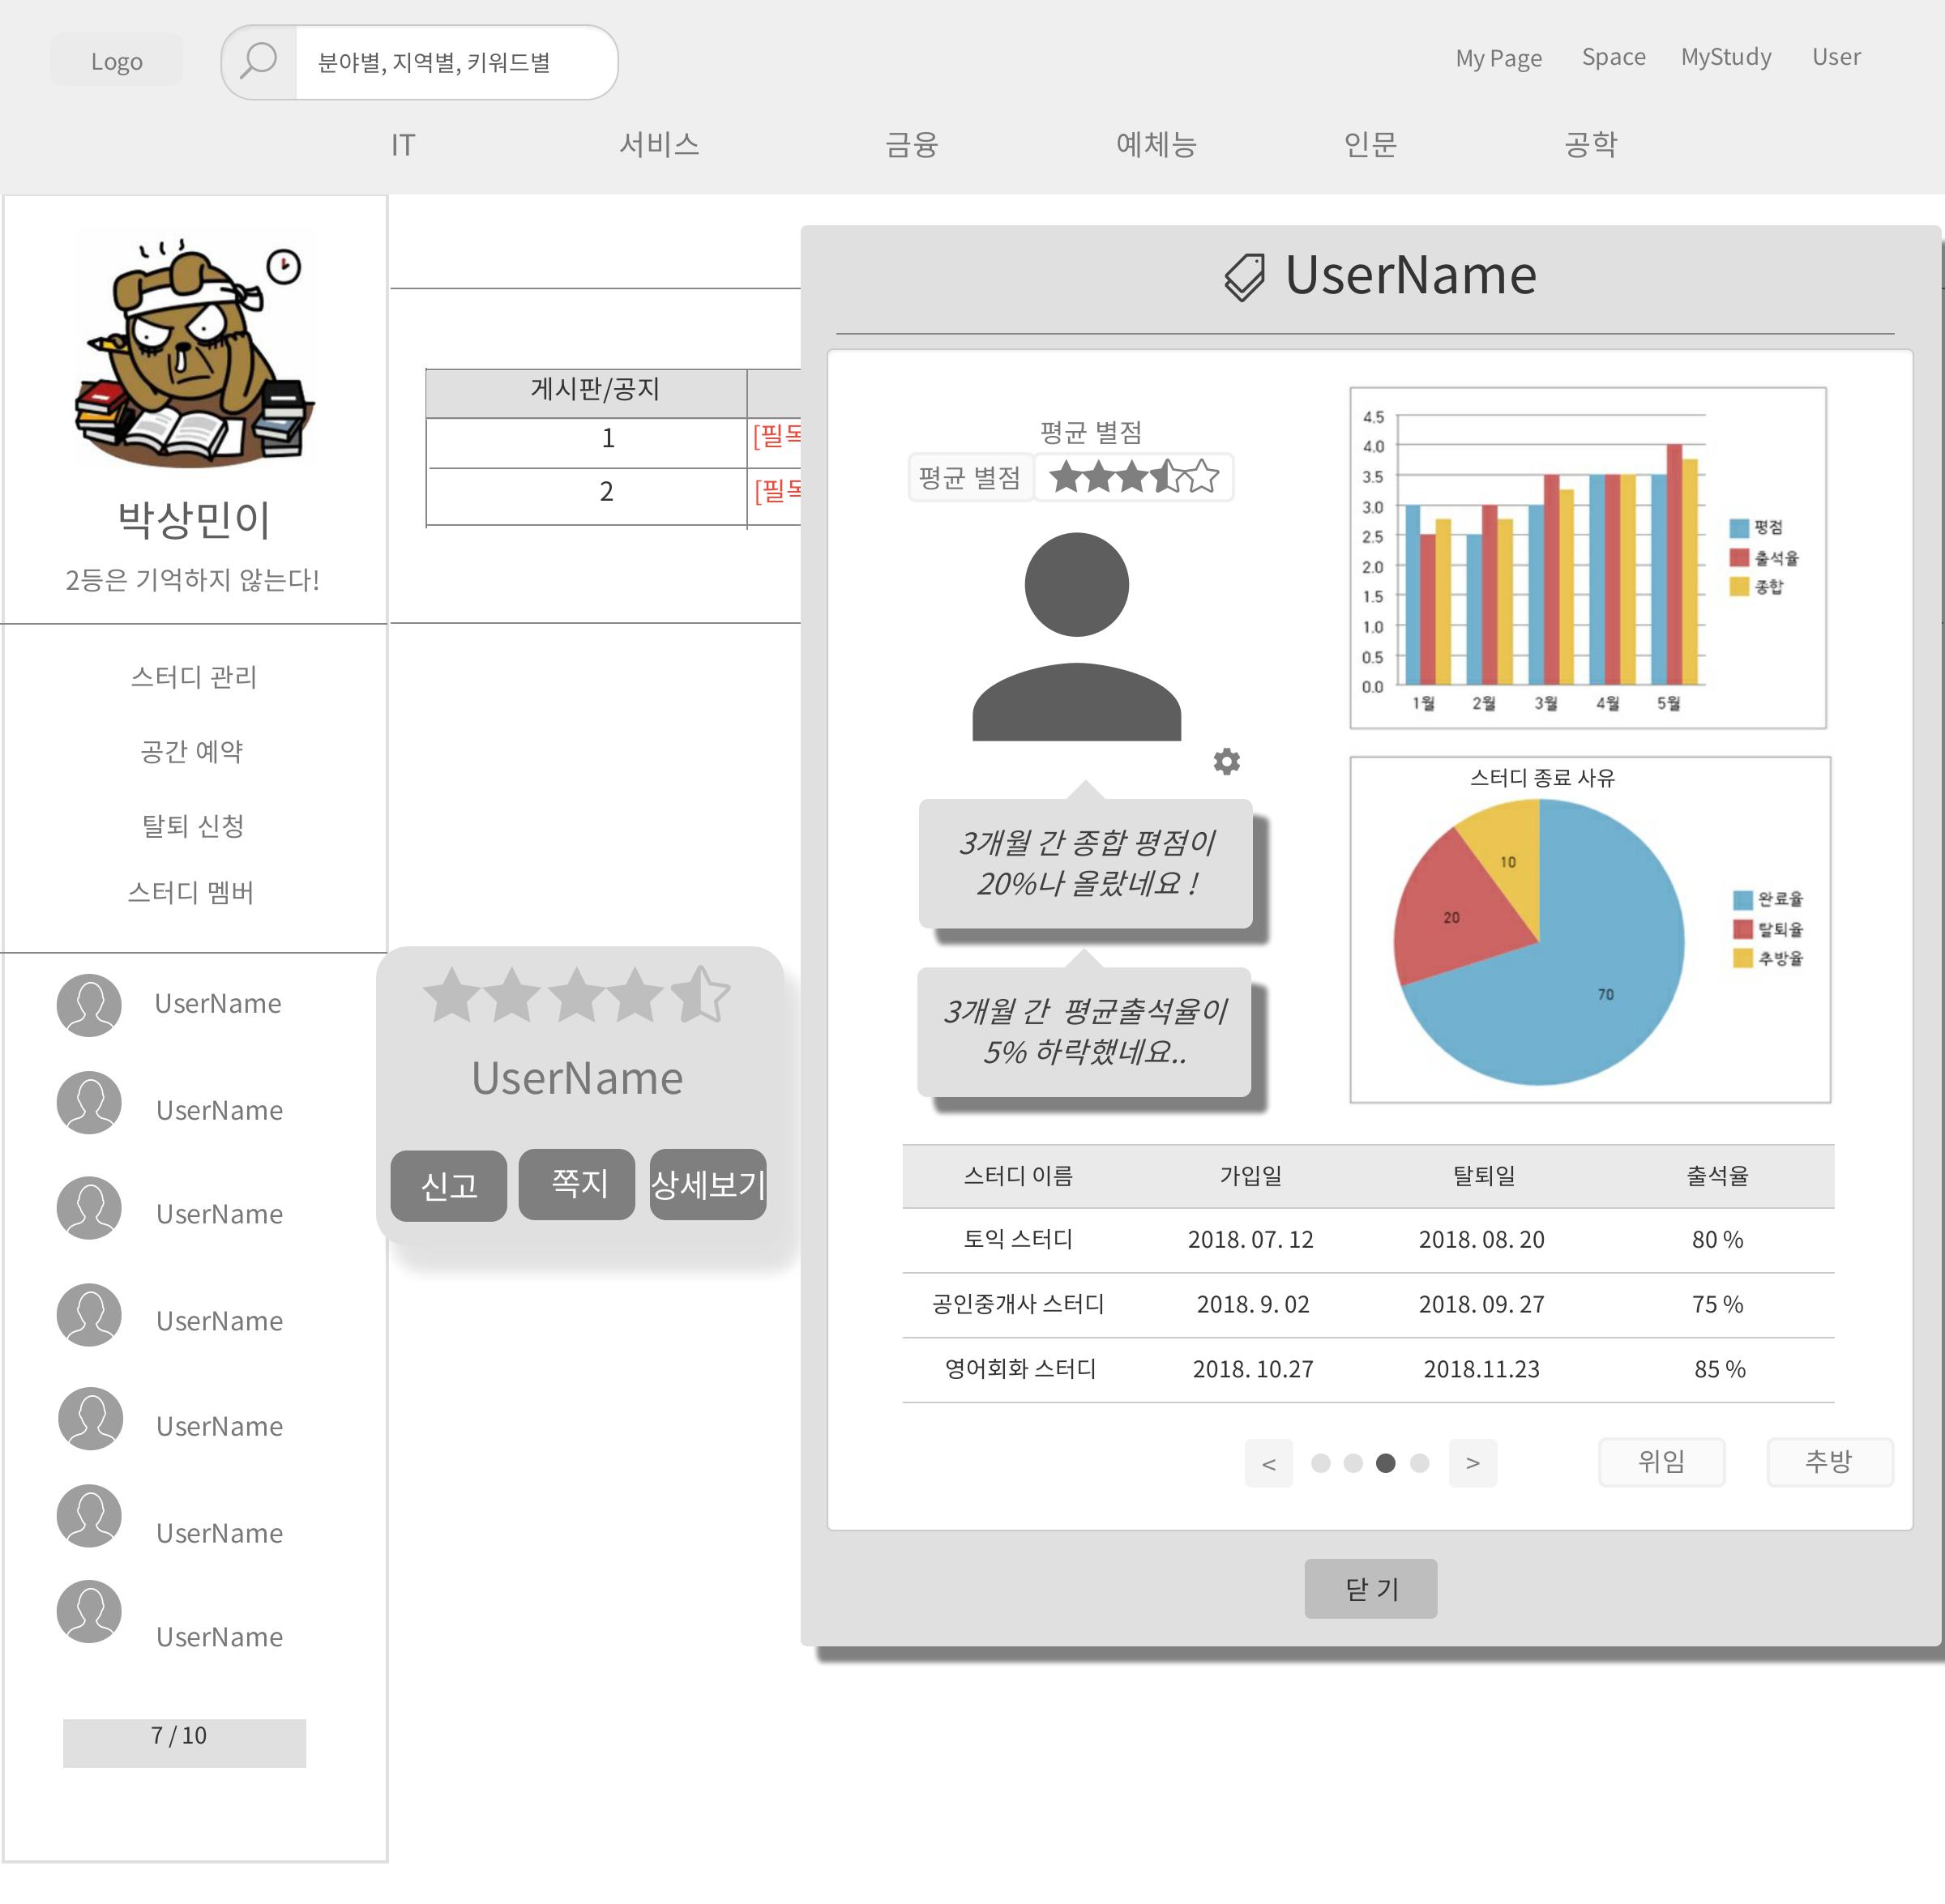 Logo
분야별, 지역별, 키워드별
My Page
Space
MyStudy
User
IT
서비스
금융
예체능
인문
공학
박상민이
2등은 기억하지 않는다!
스터디 관리
공간 예약
탈퇴 신청
스터디 멤버
UserName
UserName
UserName
UserName
UserName
UserName
UserName
7 / 10
게시판/공지
1
[필독
2
[필독
UserName
신고
쪽지
상세보기
UserName
평균 별점
평균 별점
3개월 간 종합 평점이
20%나 올랐네요 !
3개월 간 평균출석율이
5% 하락했네요..
4.5
4.0
3.5
3.0
2.5
2.0
1.5
1.0
0.5
0.0
1월 2월 3월 4월 5월
평점
출석율
종합
스터디 종료 사유
10
20
70
완료율
탈퇴율
추방율
스터디 이름 가입일 탈퇴일 출석율
토익 스터디 2018. 07. 12 2018. 08. 20 80 %
공인중개사 스터디 2018. 9. 02 2018. 09. 27 75 %
영어회화 스터디 2018. 10.27 2018.11.23 85 %
<
>
위임
추방
닫 기